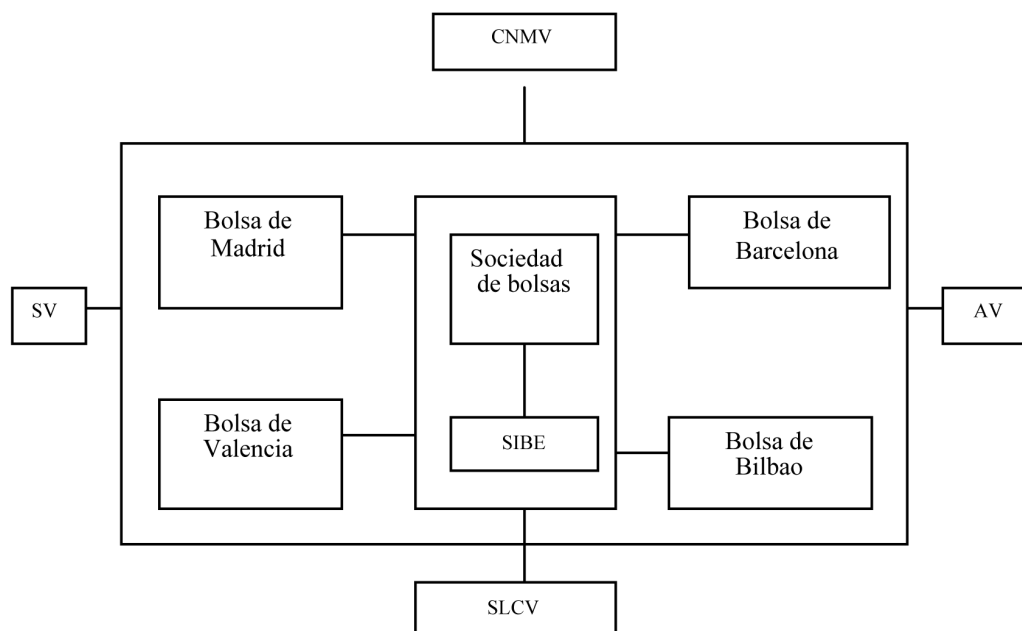 CNMV
Bolsa de
Madrid
Sociedad
de bolsas
Bolsa de
Barcelona
SV
AV
Bolsa de
Valencia
SIBE
Bolsa de
Bilbao
SLCV